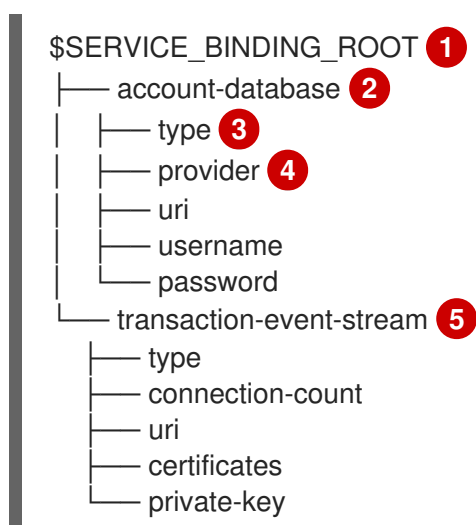 $SERVICE_BINDING_ROOT 1
├── account-database 2
│   ├── type 3
│   ├── provider 4
│   ├── uri
│   ├── username
│   └── password
└── transaction-event-stream 5
    ├── type
    ├── connection-count
    ├── uri
    ├── certificates
    └── private-key